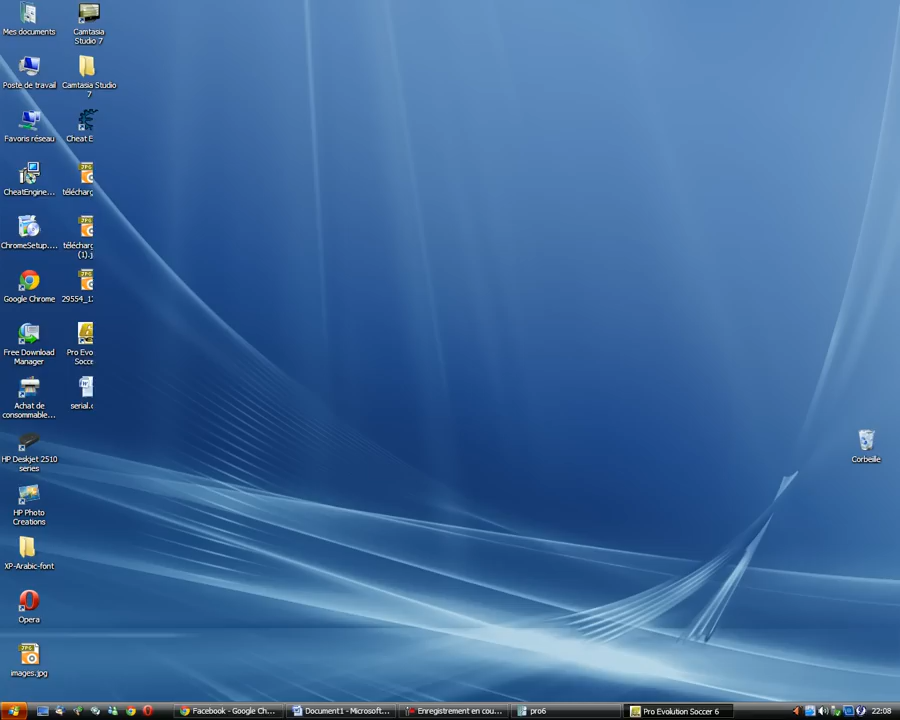 Mes documents
Camtasia
Studio 7
Poste de travail
Camtasia Studio
7
Favoris réseau
Cheat E
CheatEngine...
télécharg
ChromeSetup....
télécharg
(1).j
Google Chrome
29554_12
Free Download
Manager
Pro Evo
Socce
Achat de
consommable...
serial.
HP Deskjet 2510
series
Corbeille
HP Photo
Creations
XP-Arabic-font
Opera
images.jpg
Facebook - Google Ch...
Document1 - Microsoft...
Enregistrement en cou...
pro6
Pro Evolution Soccer 6
22:08